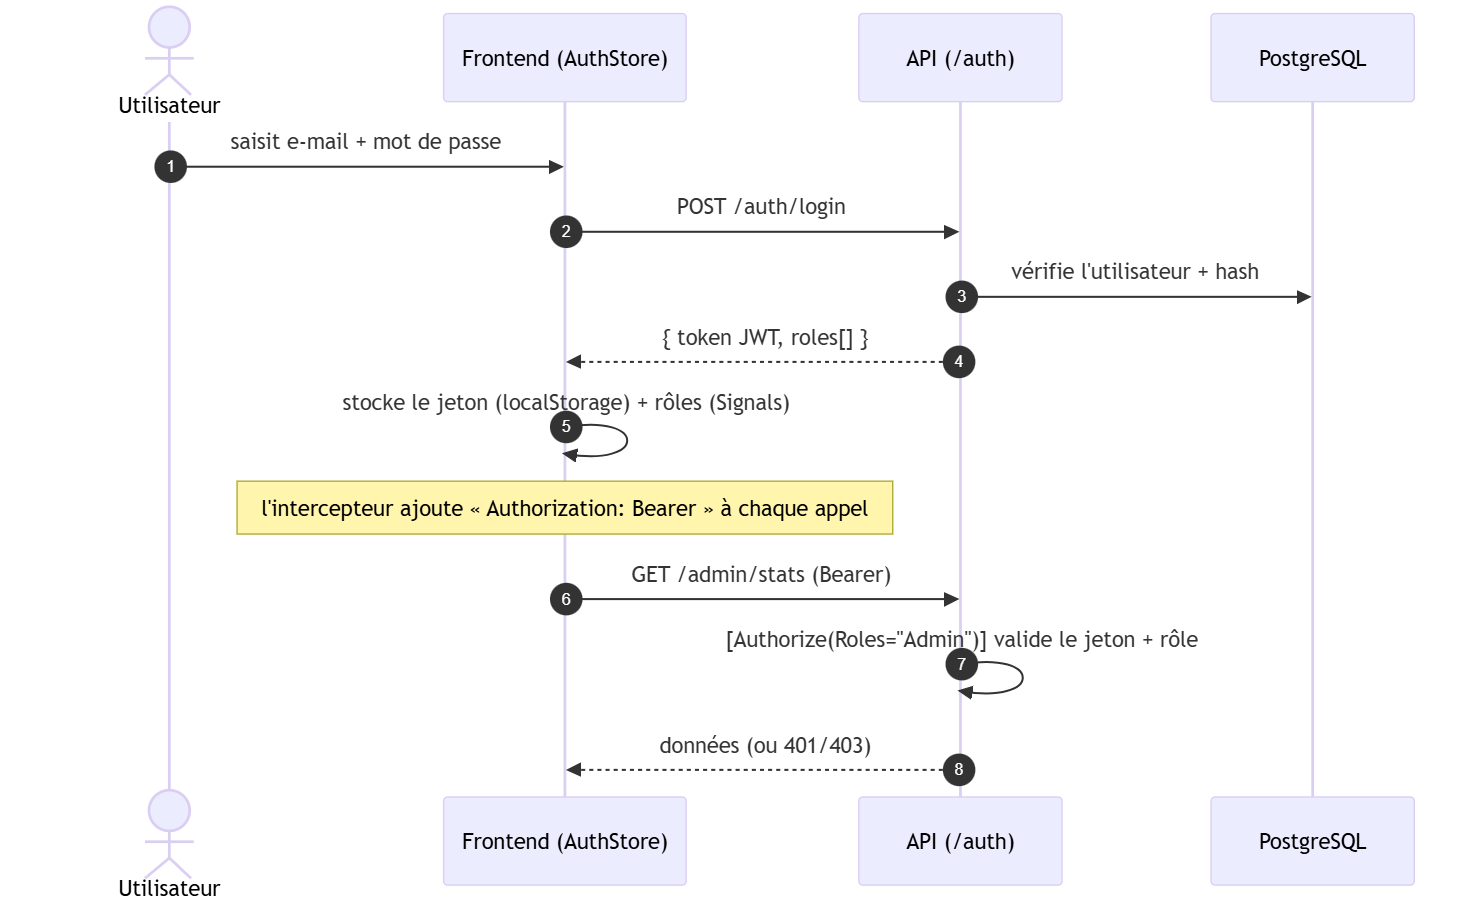 Utilisateur
Frontend (AuthStore)
API (/auth)
PostgreSQL
saisit e-mail + mot de passe
1
POST /auth/login
2
vérifie l'utilisateur + hash
3
{ token JWT, roles[] }
4
stocke le jeton (localStorage) + rôles (Signals)
5
l'intercepteur ajoute « Authorization: Bearer » à chaque appel
GET /admin/stats (Bearer)
6
[Authorize(Roles="Admin")] valide le jeton + rôle
7
données (ou 401/403)
8
Utilisateur
Frontend (AuthStore)
API (/auth)
PostgreSQL